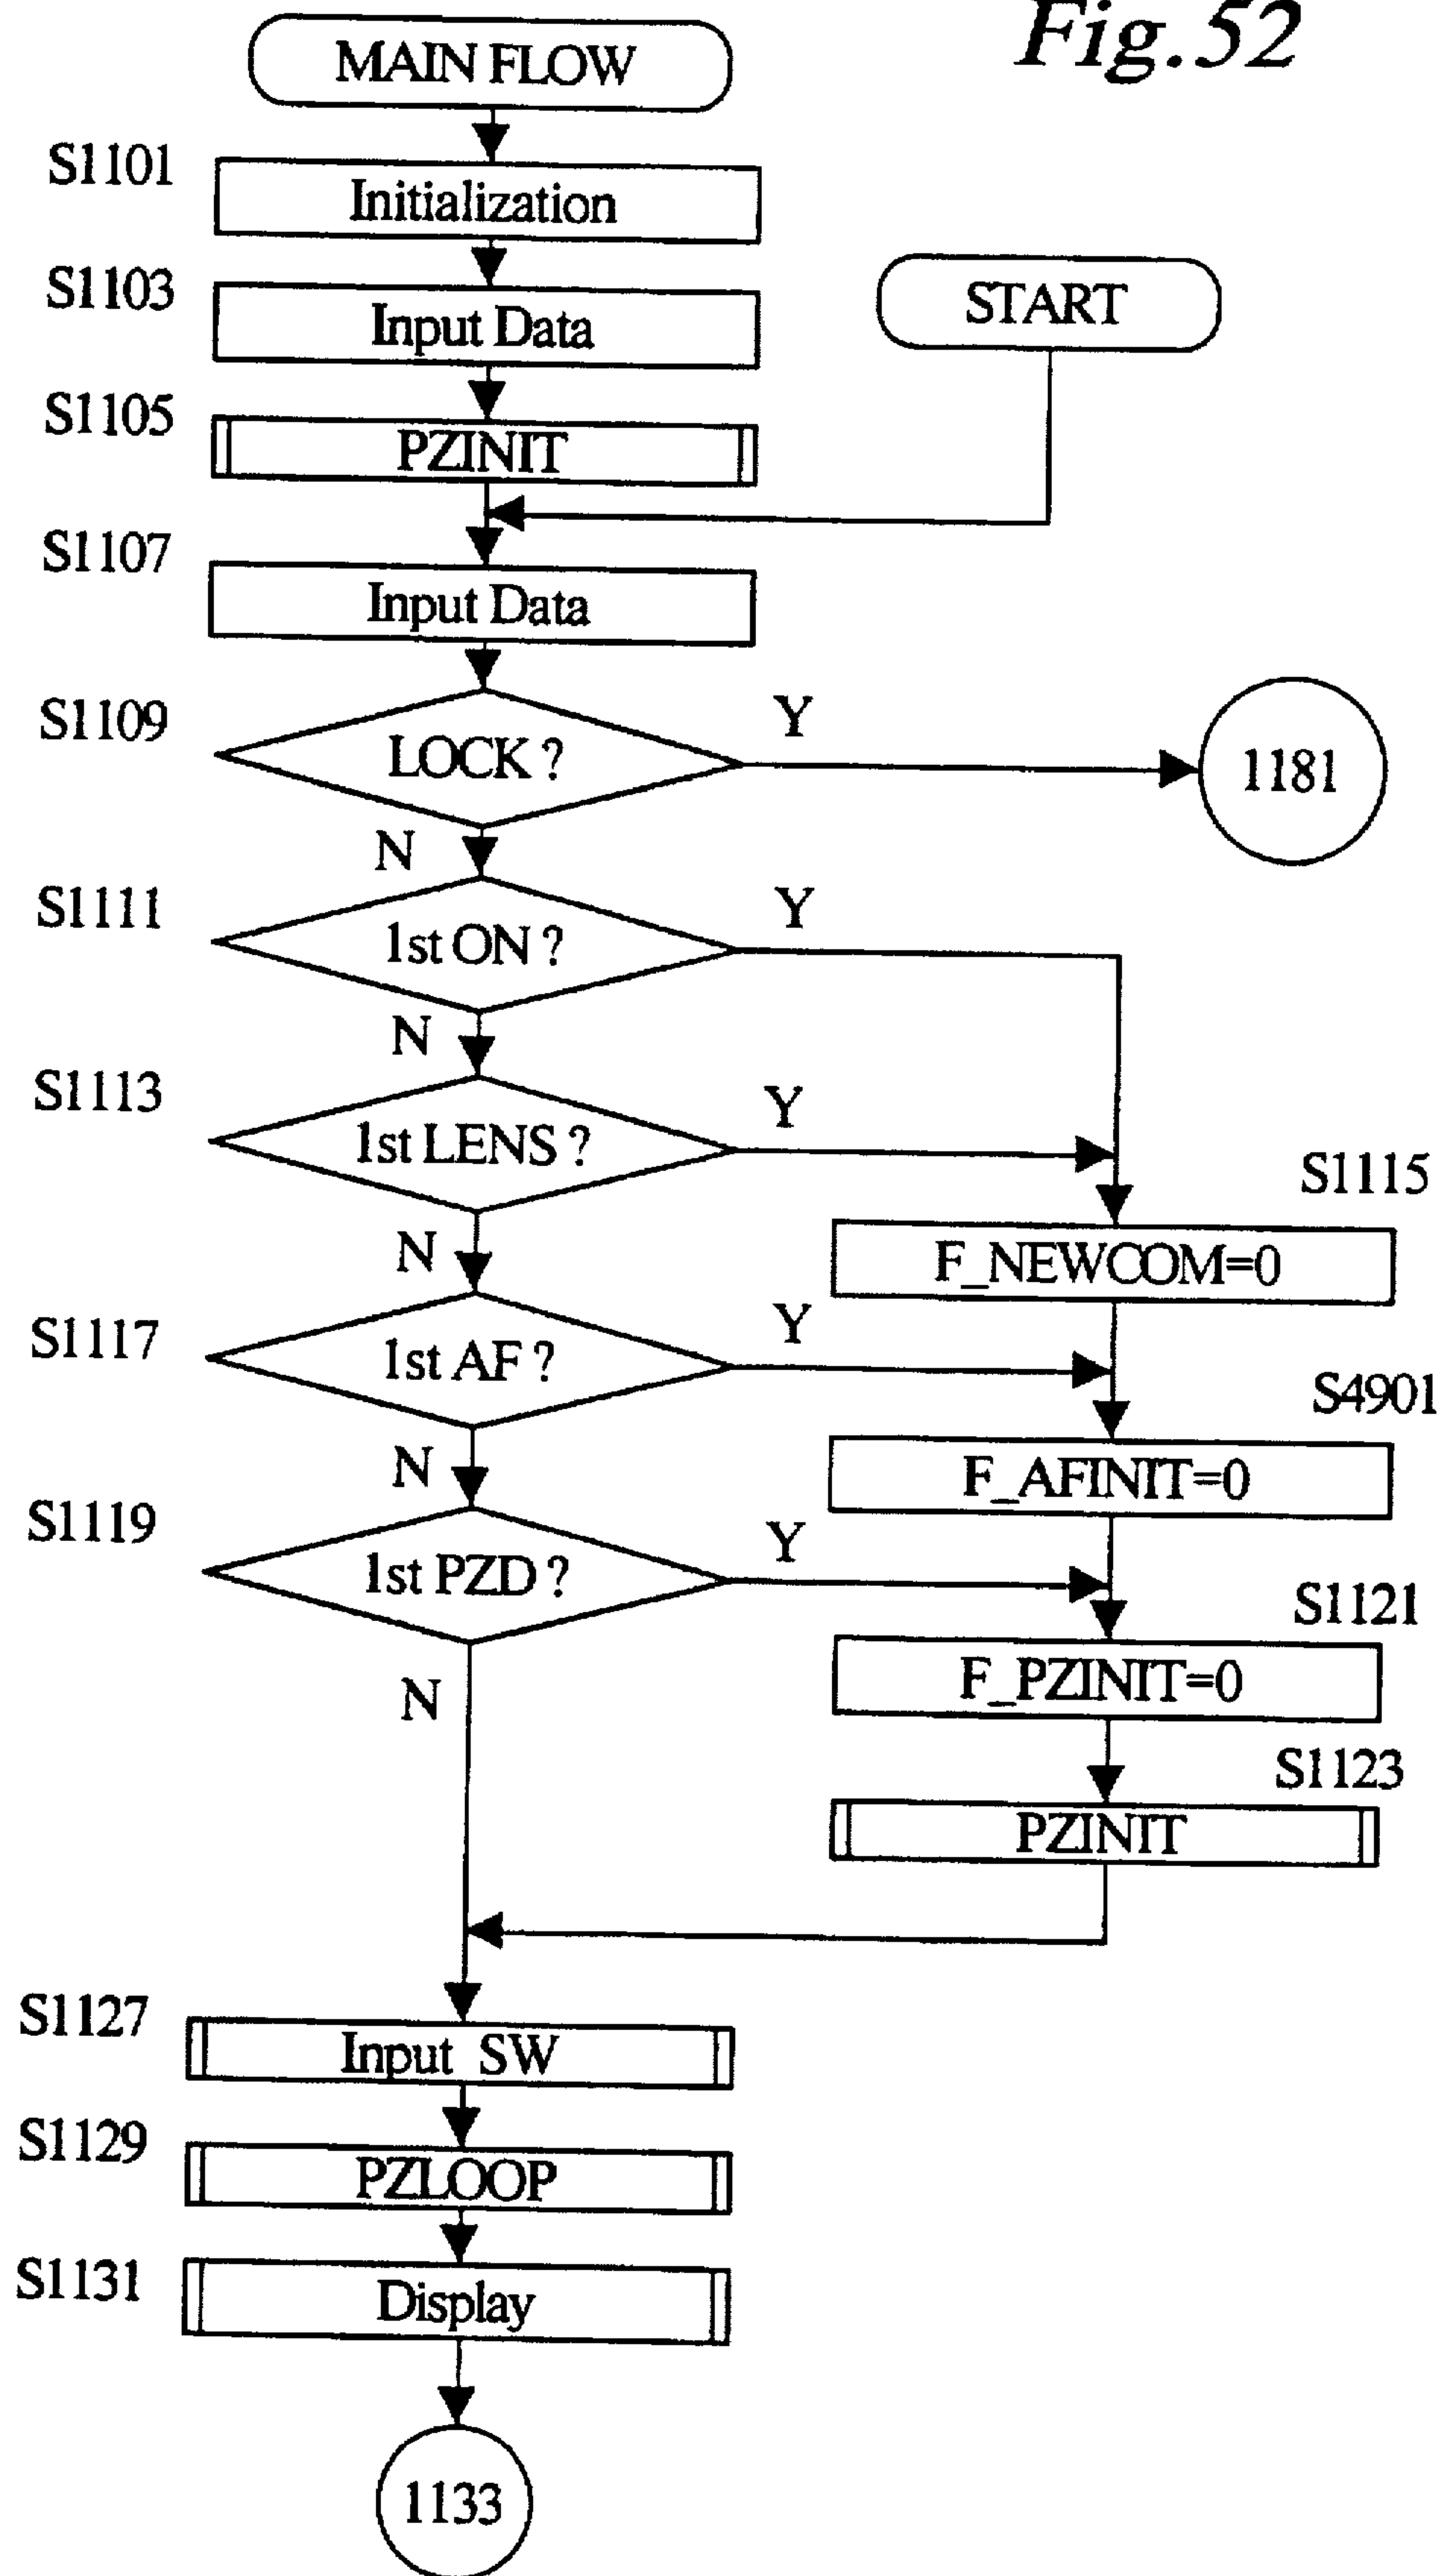 Fig.52
MAIN FLOW
S1101
Initialization
S1103
Input Data
START
S1105
PZINIT
S1107
Input Data
S1109
LOCK ?
Y
1181
N
S1111
1st ON ?
Y
N
S1113
1st LENS ?
Y
S1115
F_NEWCOM=0
N
S1117
1st AF ?
Y
S4901
F_AFINIT=0
N
S1119
1st PZD ?
Y
S1121
F_PZINIT=0
N
S1123
PZINIT
S1127
Input SW
S1129
PZLOOP
S1131
Display
1133